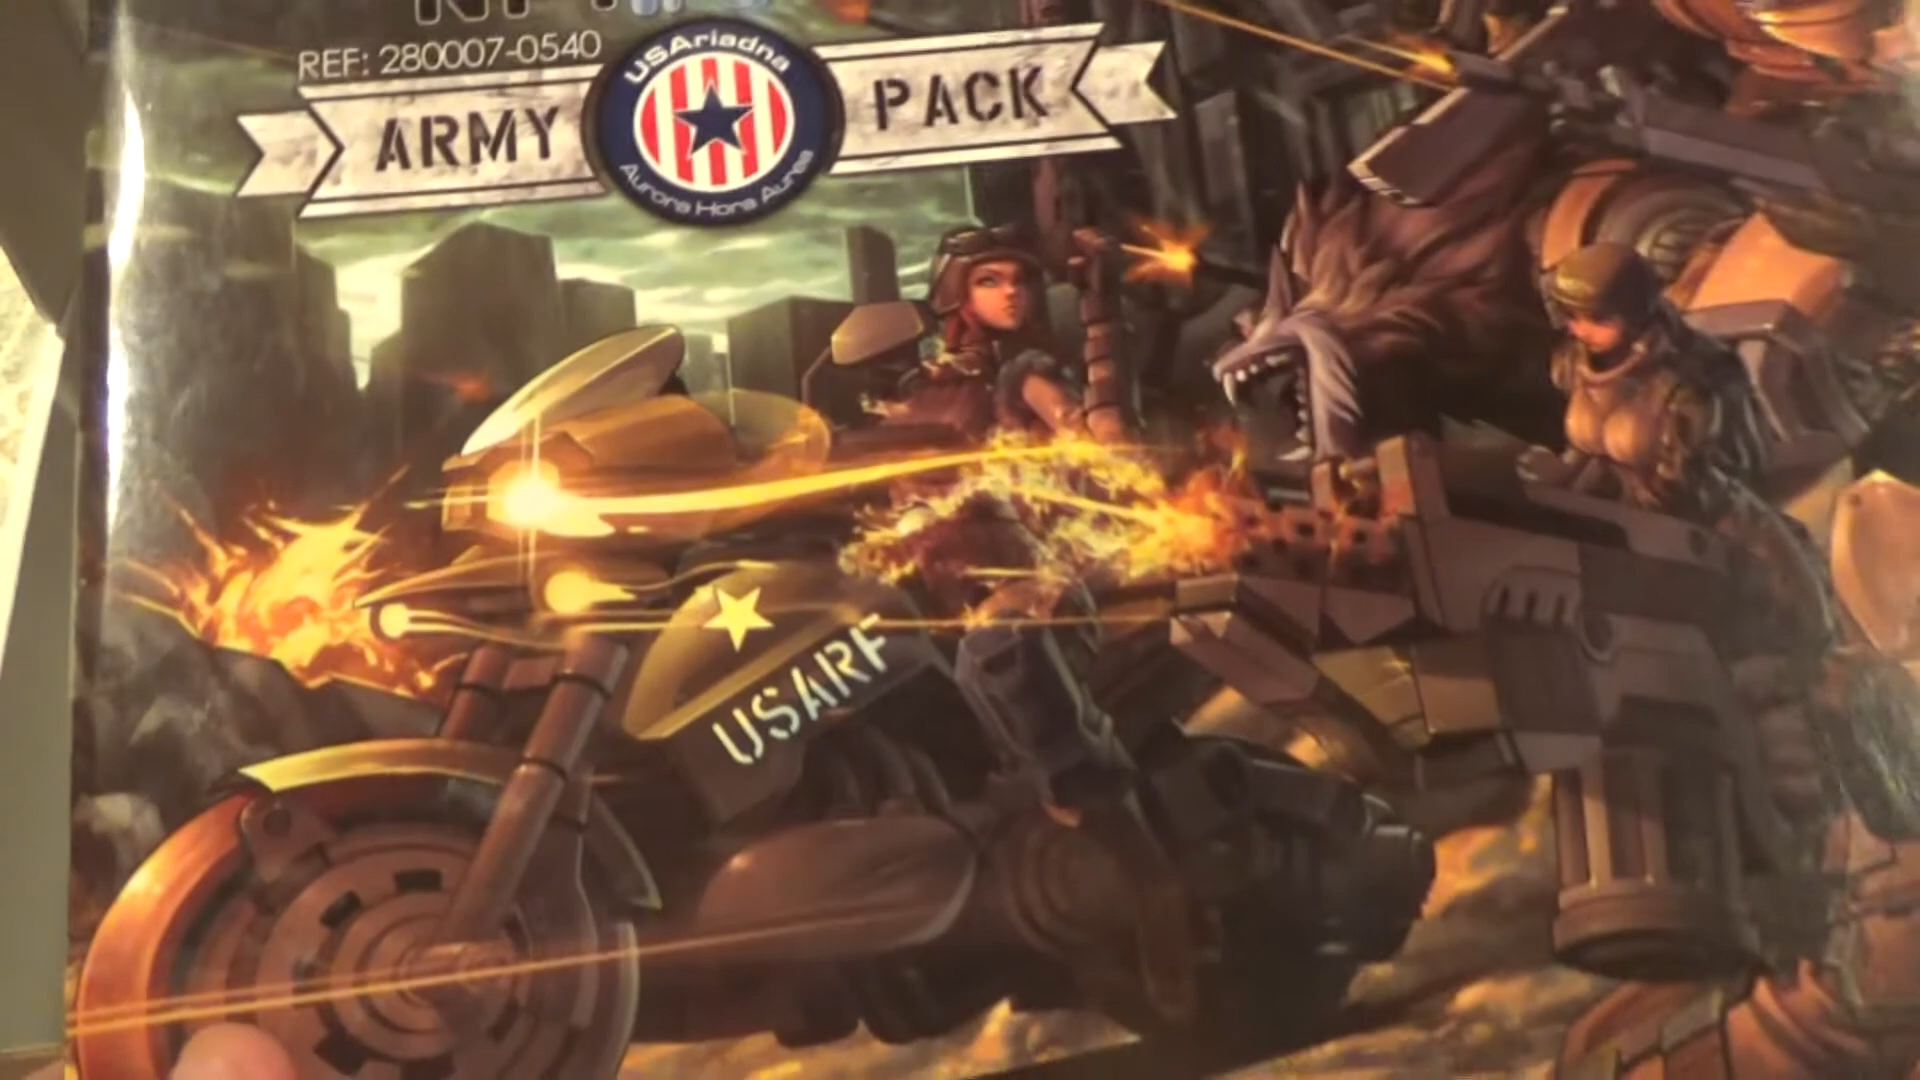 REF: 280007-0540
ARMY PACK
USAriadna
Aurora Hora Aurea
USARF